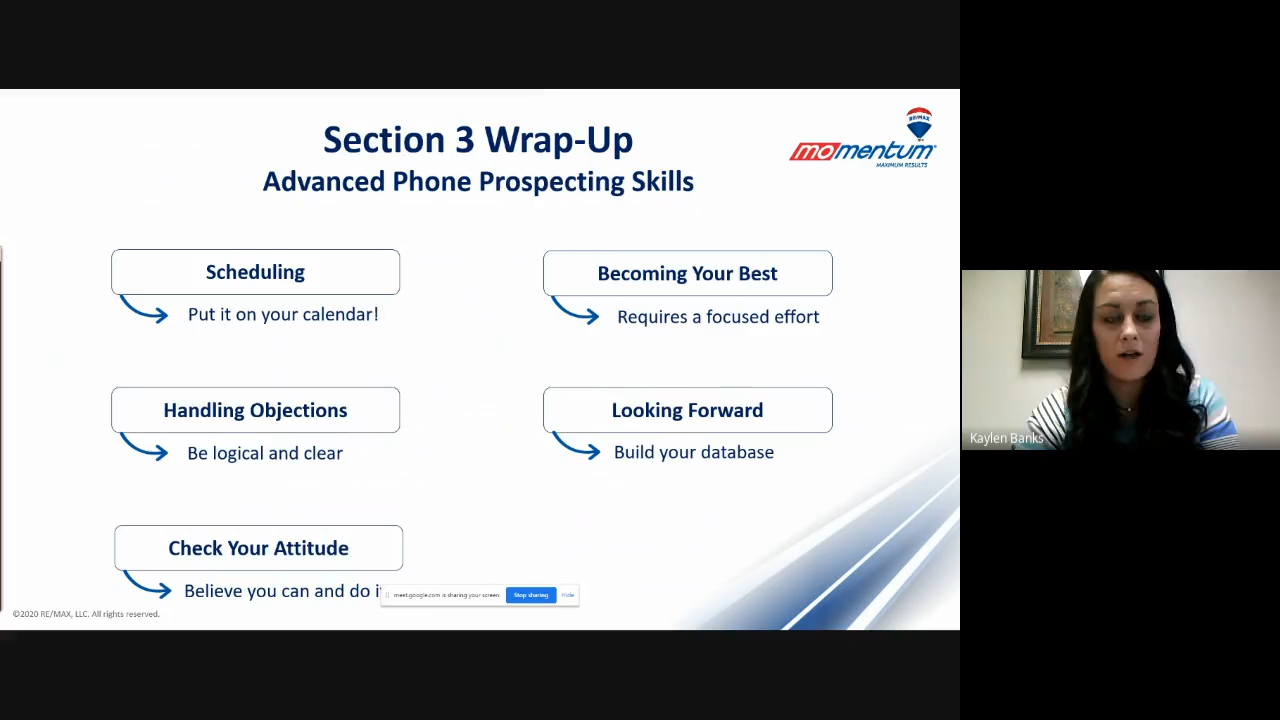 Section 3 Wrap-Up
Advanced Phone Prospecting Skills
RE/MAX
momentum
MAXIMUM RESULTS
Scheduling
Put it on your calendar!
Becoming Your Best
Requires a focused effort
Handling Objections
Be logical and clear
Looking Forward
Build your database
Check Your Attitude
Believe you can and do i
meet.google.com is sharing your screen. Stop sharing Hide
©2020 RE/MAX, LLC. All rights reserved.
Kaylen Banks